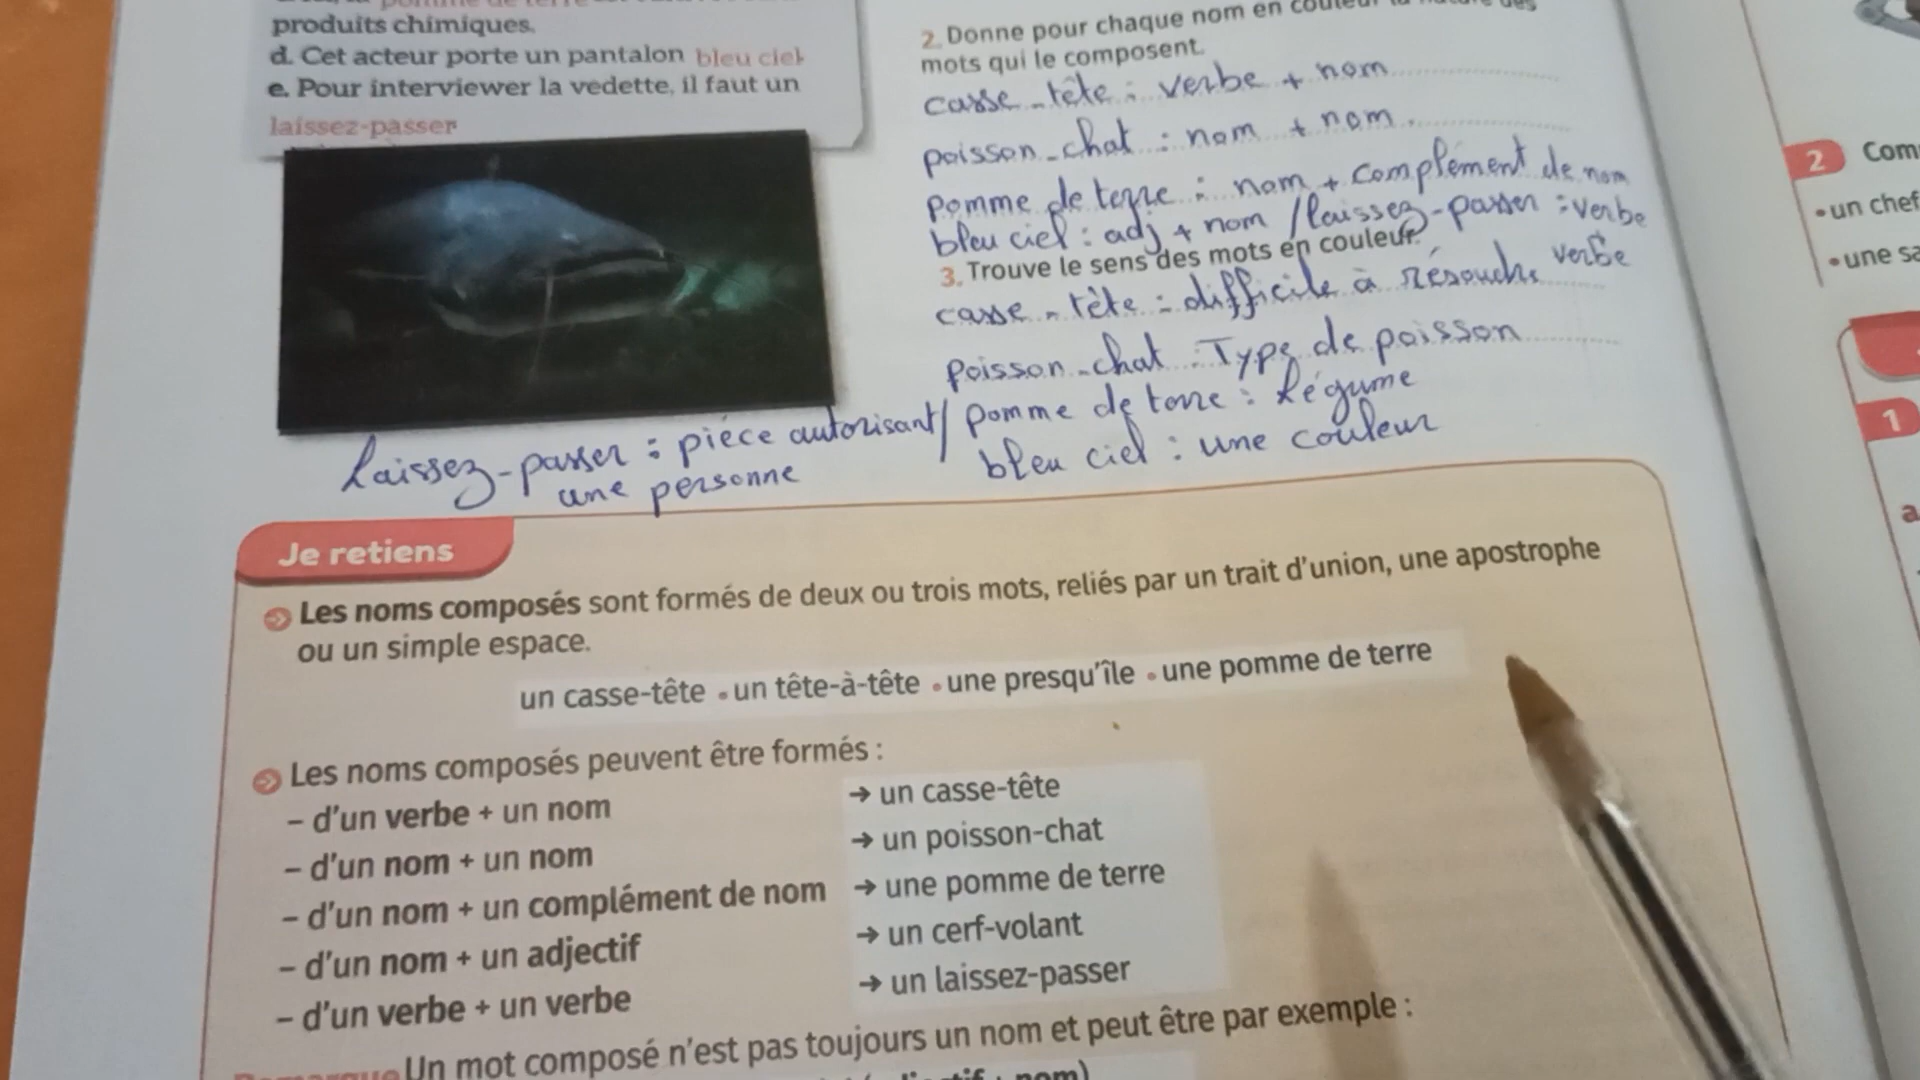 produits chimiques.
d. Cet acteur porte un pantalon bleu ciel
e. Pour interviewer la vedette, il faut un
laissez-passer
2. Donne pour chaque nom en couleur la nature des
mots qui le composent.
casse-tête : verbe + nom
poisson-chat : nom + nom
pomme de terre : nom + complément de nom
bleu ciel : adj + nom / laissez-passer : verbe
verbe
3. Trouve le sens des mots en couleur.
casse-tête : difficile à résoudre
poisson-chat : Type de poisson
pomme de terre : Légume
bleu ciel : une couleur
Laissez-passer : piéce autorisant /
une personne
Je retiens
Les noms composés sont formés de deux ou trois mots, reliés par un trait d'union, une apostrophe
ou un simple espace.
un casse-tête • un tête-à-tête • une presqu'île • une pomme de terre
Les noms composés peuvent être formés :
– d'un verbe + un nom → un casse-tête
– d'un nom + un nom → un poisson-chat
– d'un nom + un complément de nom → une pomme de terre
– d'un nom + un adjectif → un cerf-volant
– d'un verbe + un verbe → un laissez-passer
Remarque Un mot composé n'est pas toujours un nom et peut être par exemple :
nom)
2 Com
• un chef
• une sa
1
a